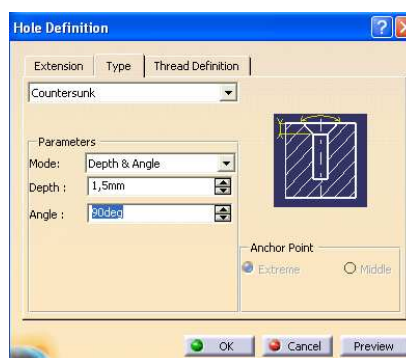 Hole Definition
Extension Type Thread Definition
Countersunk
Parameters
Mode: Depth & Angle
Depth : 1,5mm
Angle : 90deg
Anchor Point
Extreme Middle
OK Cancel Preview